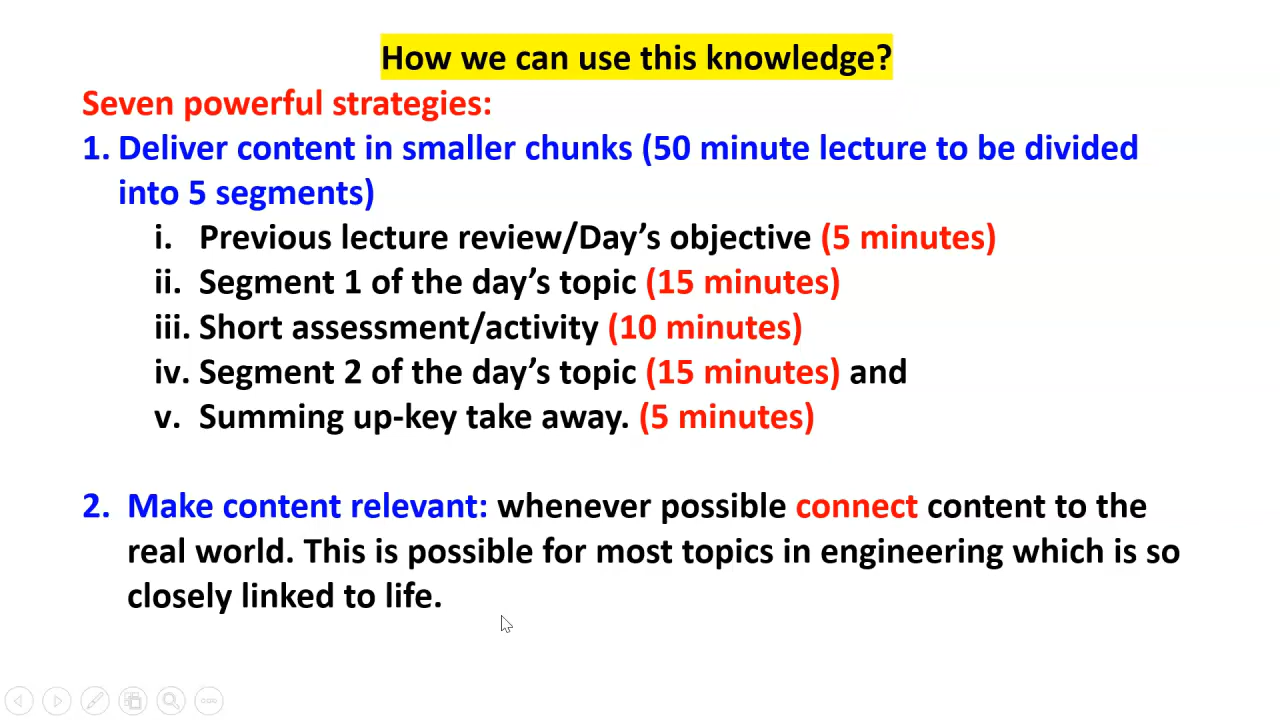 How we can use this knowledge?
Seven powerful strategies:
1. Deliver content in smaller chunks (50 minute lecture to be divided
into 5 segments)
i. Previous lecture review/Day’s objective (5 minutes)
ii. Segment 1 of the day’s topic (15 minutes)
iii. Short assessment/activity (10 minutes)
iv. Segment 2 of the day’s topic (15 minutes) and
v. Summing up-key take away. (5 minutes)
2. Make content relevant: whenever possible connect content to the
real world. This is possible for most topics in engineering which is so
closely linked to life.